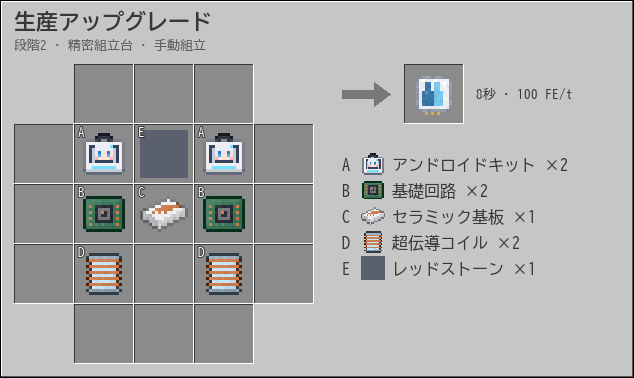 生産アップグレード
段階2 ・ 精密組立台 ・ 手動組立
8秒 ・ 100 FE/t
A E A
B C B
D D
A アンドロイドキット ×2
B 基礎回路 ×2
C セラミック基板 ×1
D 超伝導コイル ×2
E レッドストーン ×1